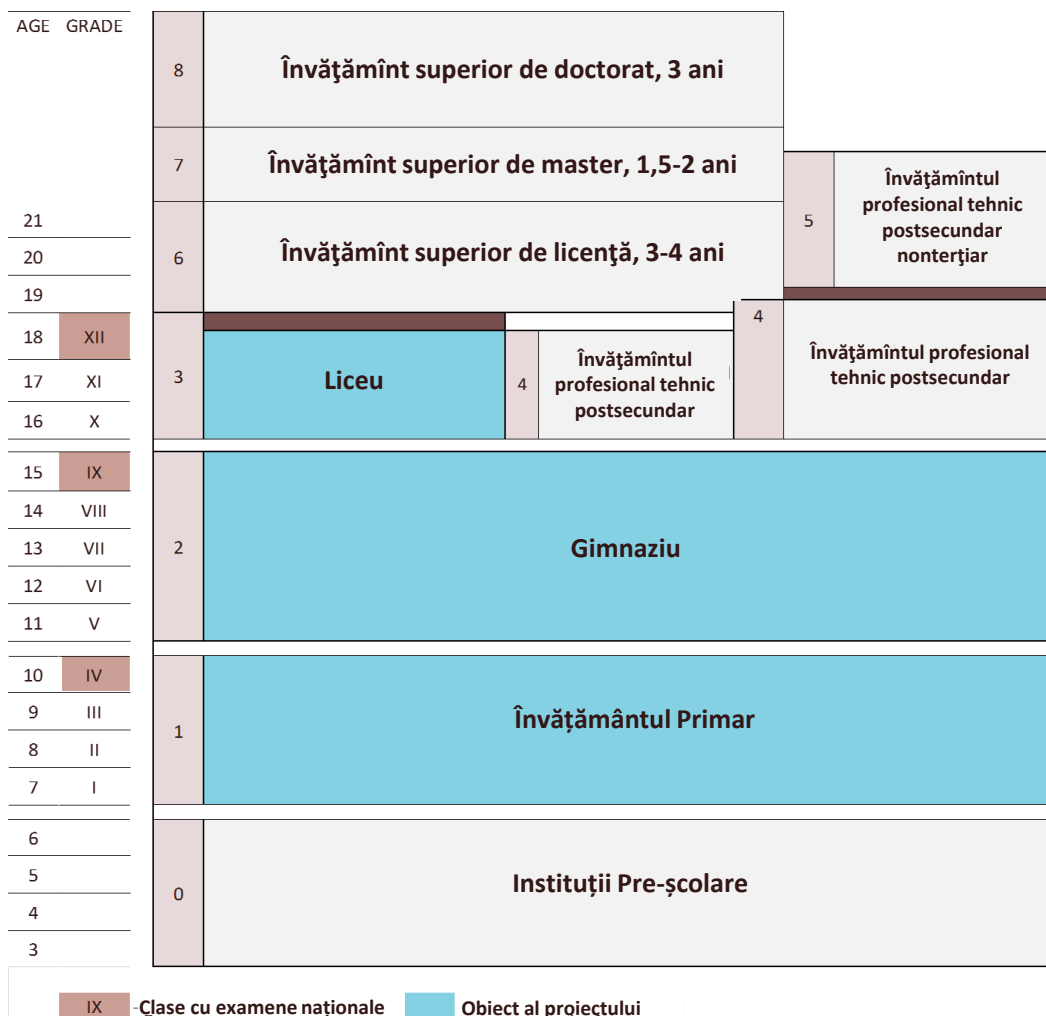 AGE GRADE
8
Învăţămînt superior de doctorat, 3 ani
7
Învăţămînt superior de master, 1,5-2 ani
5
Învăţămîntul
profesional tehnic
postsecundar
nonterţiar
21
20
19
6
Învăţămînt superior de licenţă, 3-4 ani
18 XII
17 XI
16 X
3
Liceu
4
Învăţămîntul
profesional tehnic
postsecundar
4
Învăţămîntul profesional
tehnic postsecundar
15 IX
14 VIII
13 VII
12 VI
11 V
2
Gimnaziu
10 IV
9 III
8 II
7 I
1
Învățământul Primar
6
5
4
3
0
Instituții Pre-școlare
IX -Clase cu examene naționale
Obiect al proiectului